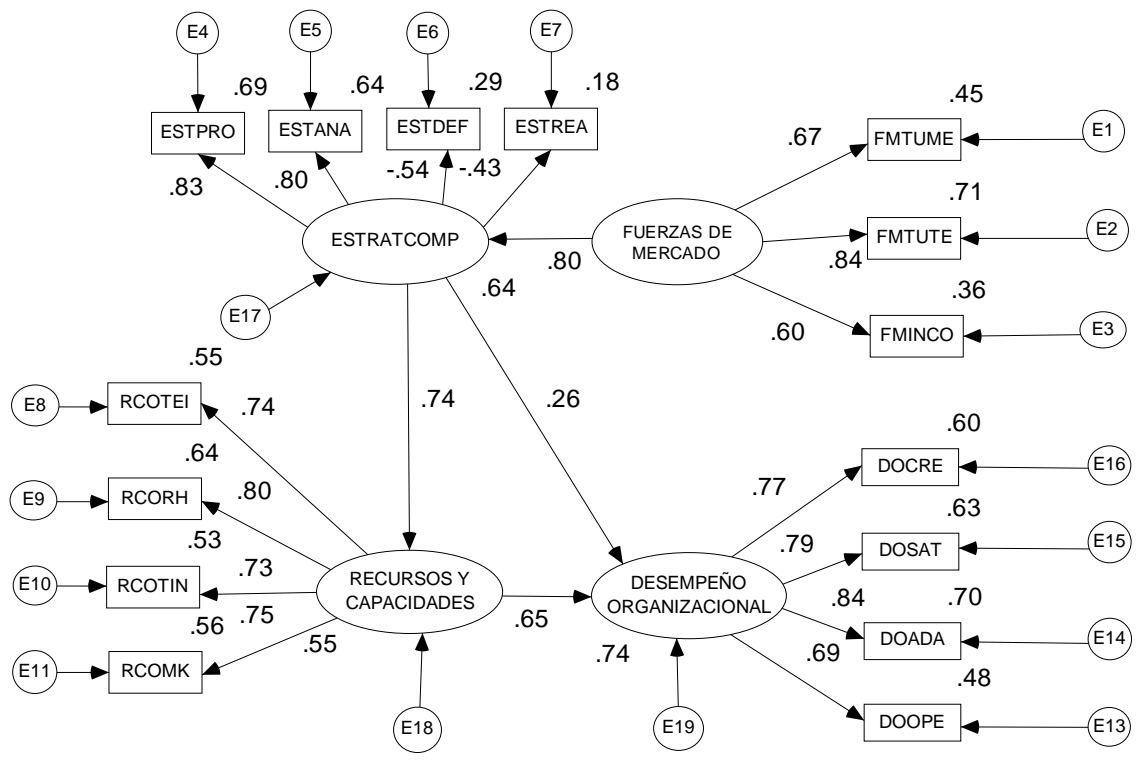 E4
E5
E6
E7
.69
.64
.29
.18
.45
ESTPRO
ESTANA
ESTDEF
ESTREA
FMTUME
E1
.67
.83
.80
-.54
-.43
.71
ESTRATCOMP
FUERZAS DE
MERCADO
FMTUTE
E2
.80
.84
.64
.36
E17
.60
FMINCO
E3
.55
E8
RCOTEI
.74
.74
.26
.60
.64
DOCRE
E16
E9
RCORH
.80
.77
.63
.53
.79
DOSAT
E15
E10
RCOTIN
.73
RECURSOS Y
CAPACIDADES
DESEMPEÑO
ORGANIZACIONAL
.84
.70
.56
.75
.65
.55
.74
.69
DOADA
E14
E11
RCOMK
.48
E18
E19
DOOPE
E13